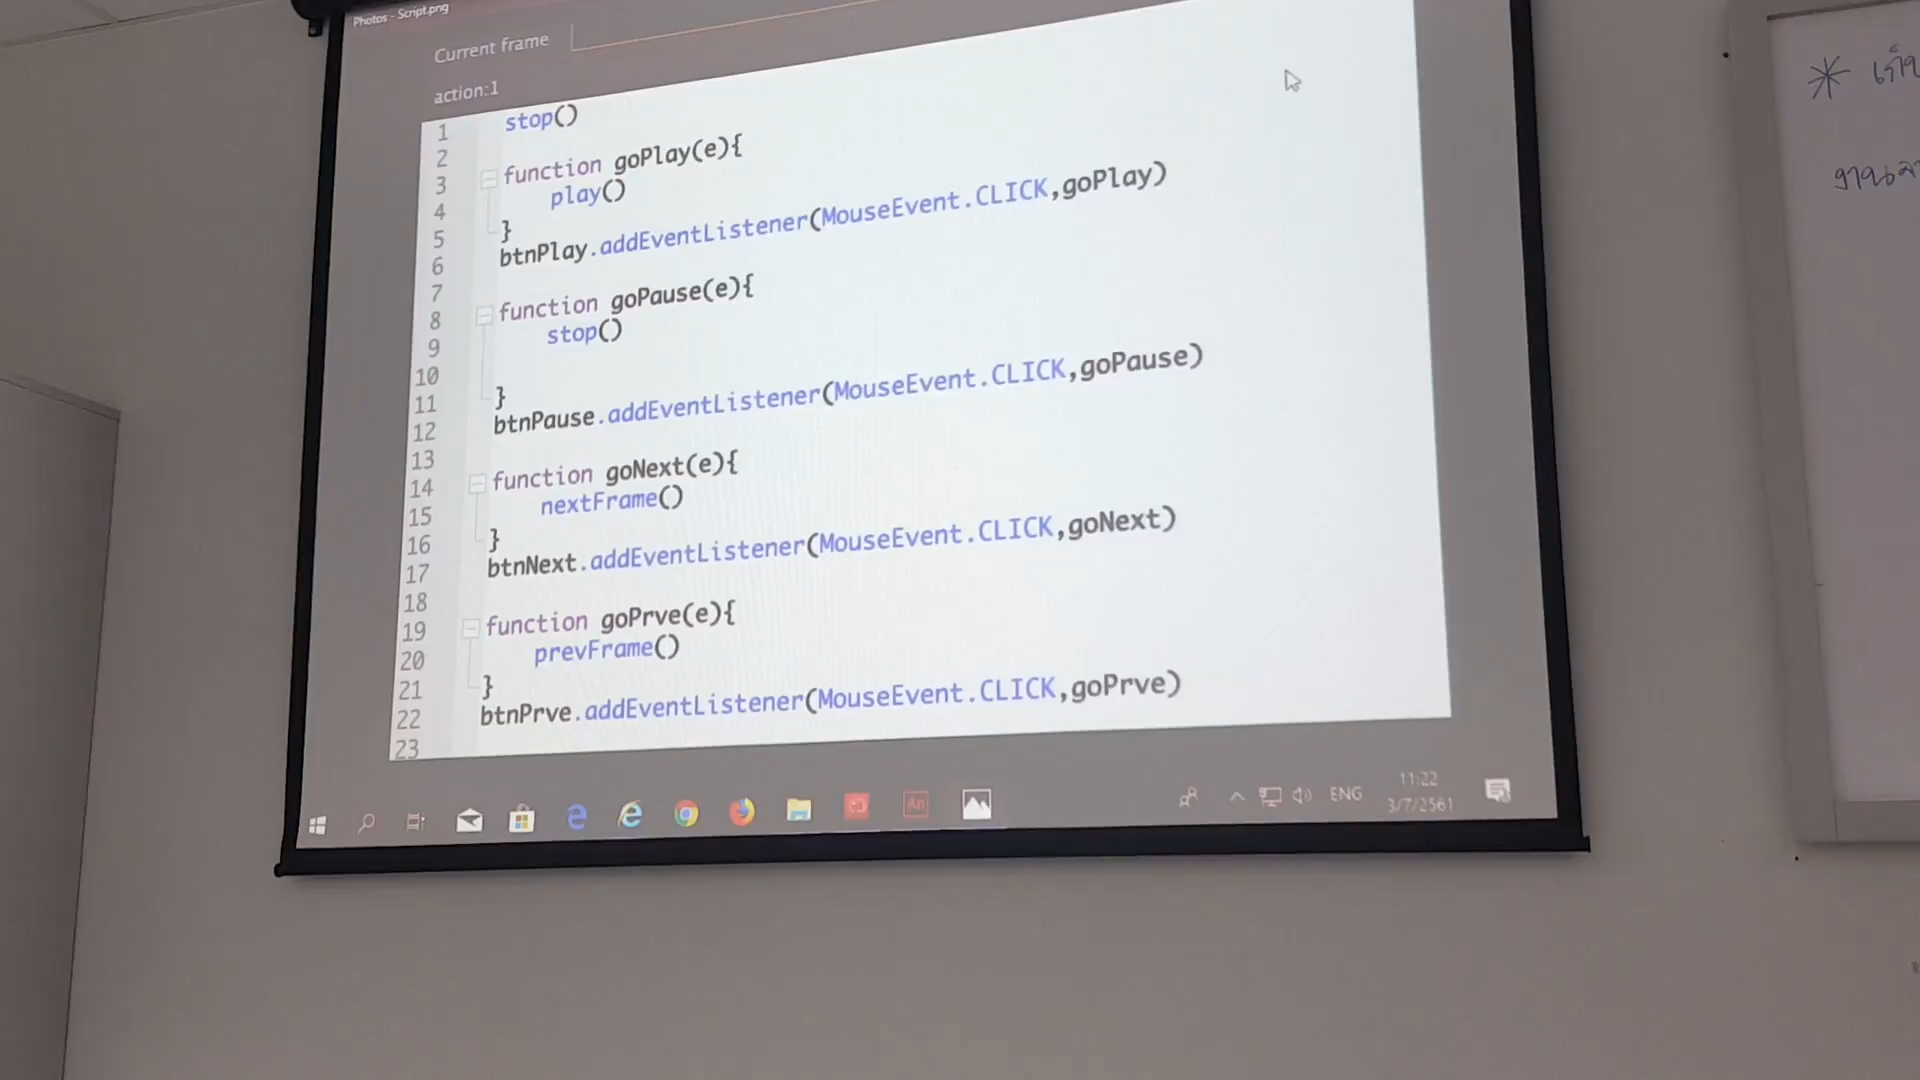 Photos - Script.png
Current frame
action:1
1 stop()
2
3 function goPlay(e){
4 play()
5 }
6 btnPlay.addEventListener(MouseEvent.CLICK,goPlay)
7
8 function goPause(e){
9 stop()
10
11 }
12 btnPause.addEventListener(MouseEvent.CLICK,goPause)
13
14 function goNext(e){
15 nextFrame()
16 }
17 btnNext.addEventListener(MouseEvent.CLICK,goNext)
18
19 function goPrve(e){
20 prevFrame()
21 }
22 btnPrve.addEventListener(MouseEvent.CLICK,goPrve)
23
An
ENG
11:22
3/7/2561